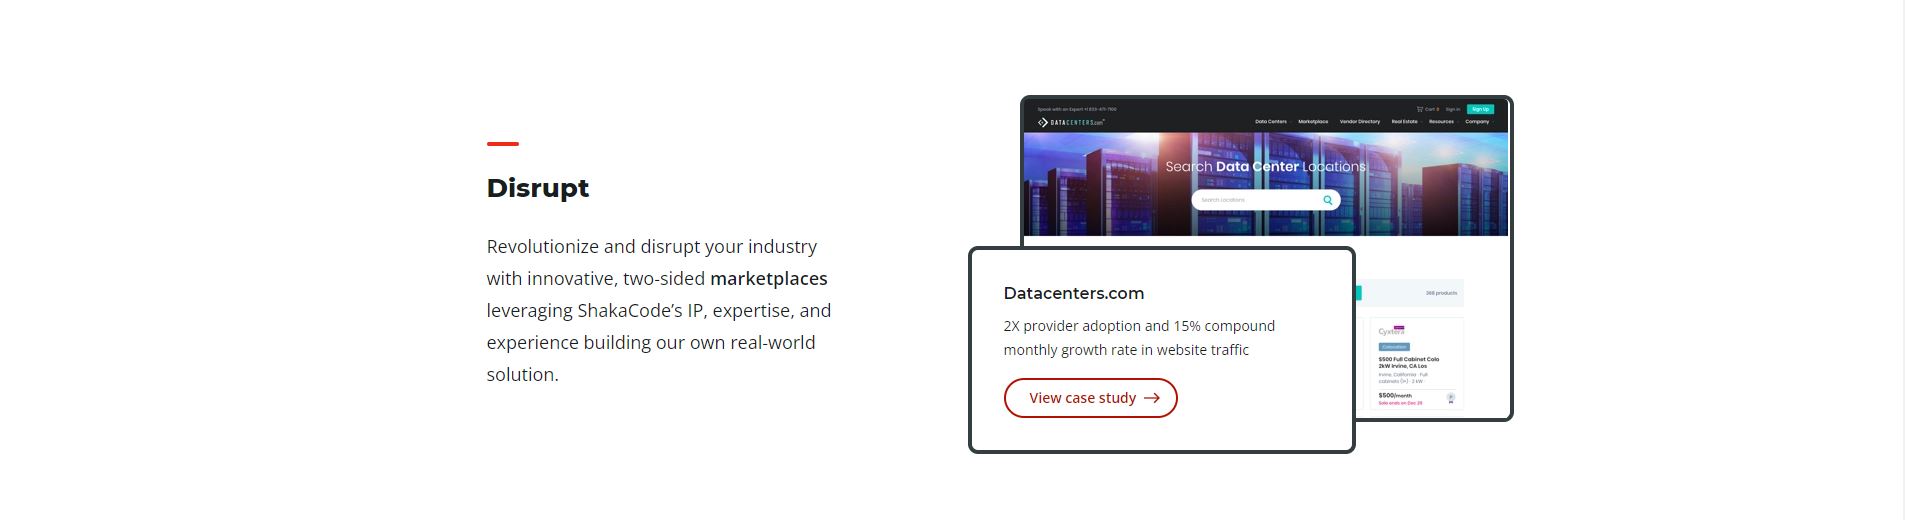 Disrupt
Revolutionize and disrupt your industry
with innovative, two-sided marketplaces
leveraging ShakaCode’s IP, expertise, and
experience building our own real-world
solution.
Speak with an Expert +1 833-471-7100
Cart 0 Sign in Sign Up
DATACENTERS.com
Data Centers Marketplace Vendor Directory Real Estate Resources Company
Search Data Center Locations
Search Locations
Datacenters.com
2X provider adoption and 15% compound
monthly growth rate in website traffic
View case study
368 products
Cyxtera
Colocation
$500 Full Cabinet Colo
2kW Irvine, CA Los
Irvine, California · Full
cabinets (1+) · 2 kW ·
$500/month
Sale ends on Dec 29